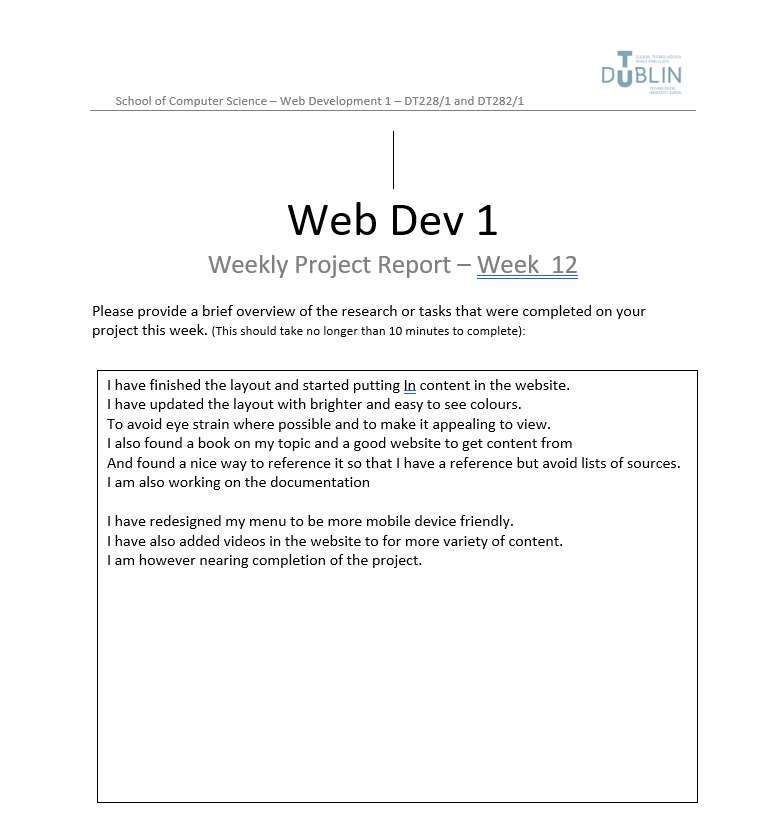 DUBLIN
School of Computer Science – Web Development 1 – DT228/1 and DT282/1
Web Dev 1
Weekly Project Report – Week  12
Please provide a brief overview of the research or tasks that were completed on your
project this week. (This should take no longer than 10 minutes to complete):
I have finished the layout and started putting In content in the website.
I have updated the layout with brighter and easy to see colours.
To avoid eye strain where possible and to make it appealing to view.
I also found a book on my topic and a good website to get content from
And found a nice way to reference it so that I have a reference but avoid lists of sources.
I am also working on the documentation
I have redesigned my menu to be more mobile device friendly.
I have also added videos in the website to for more variety of content.
I am however nearing completion of the project.